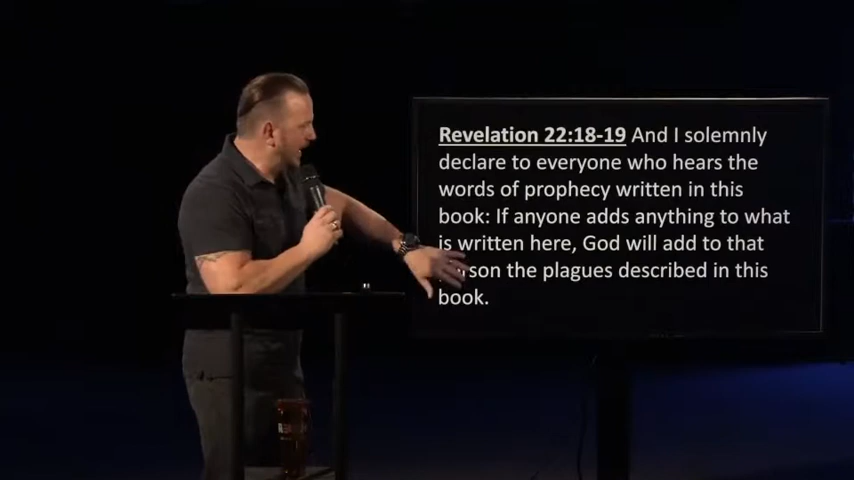 Revelation 22:18-19 And I solemnly
declare to everyone who hears the
words of prophecy written in this
book: If anyone adds anything to what
is written here, God will add to that
son the plagues described in this
book.